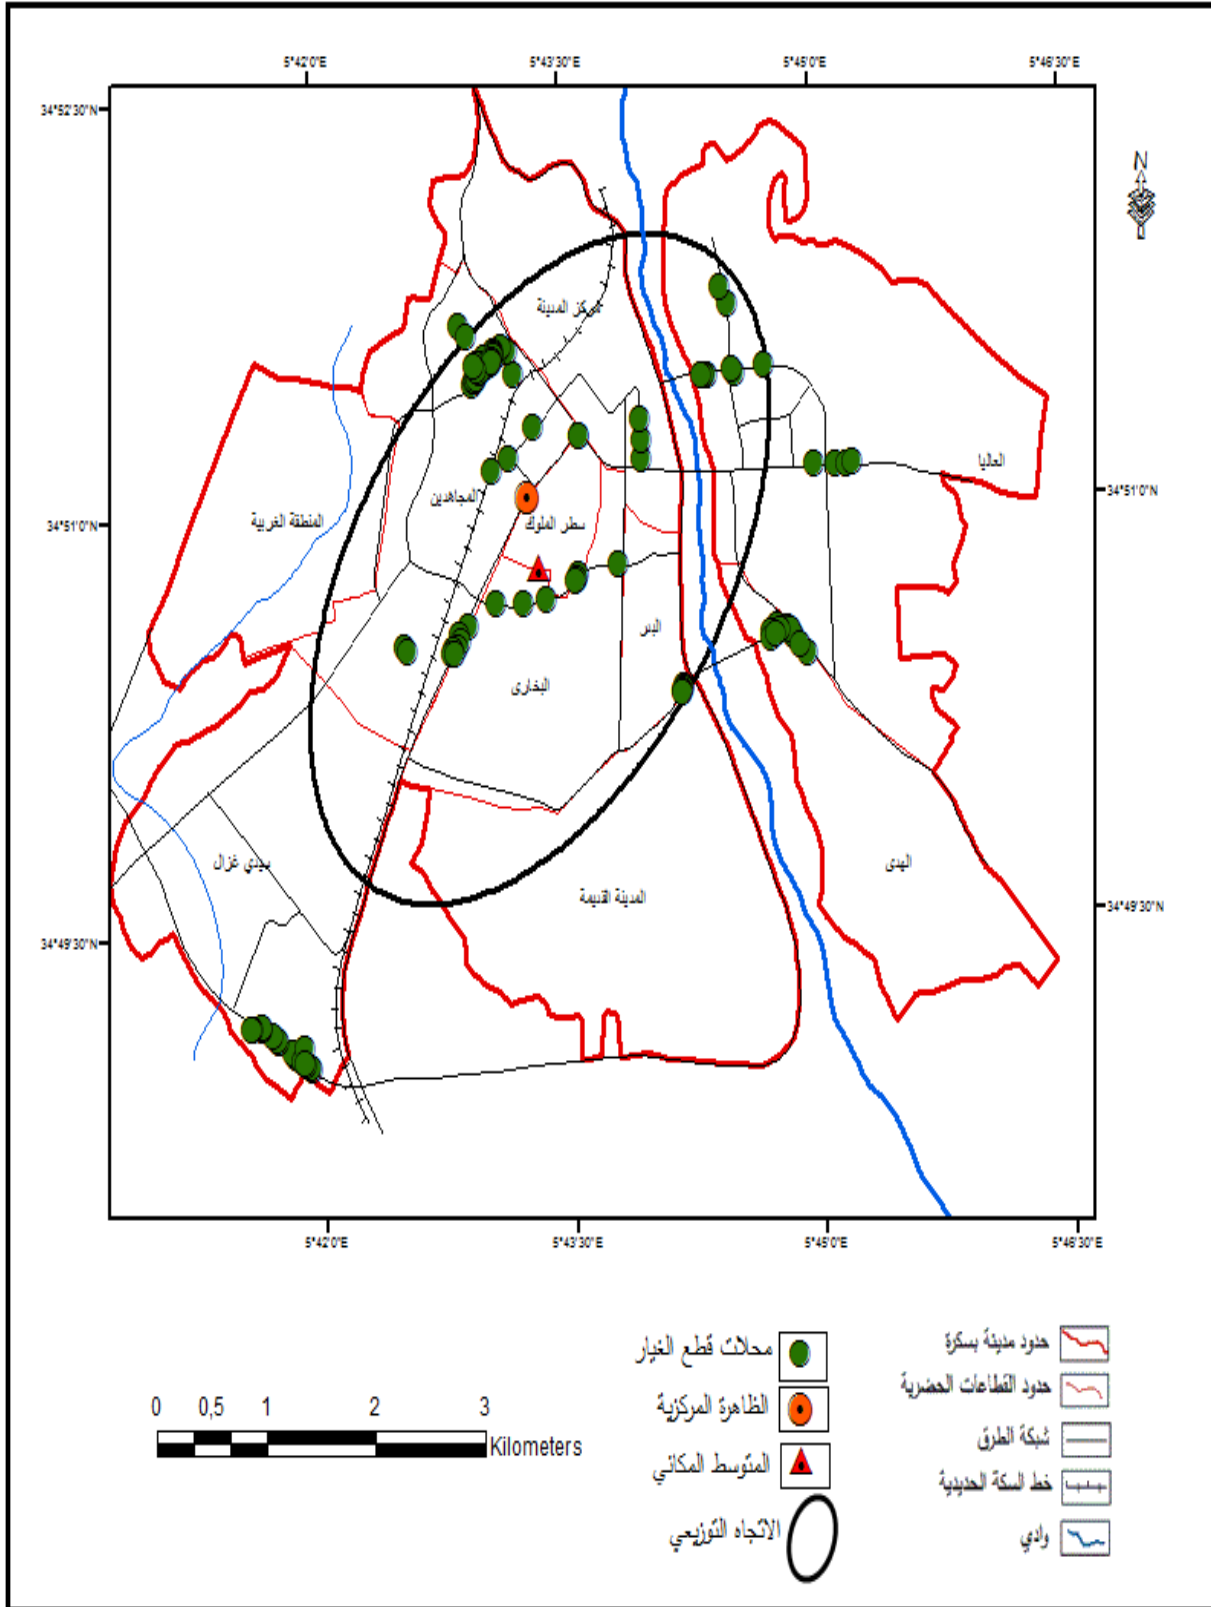 5°42'0"E 5°43'30"E 5°45'0"E 5°46'30"E
34°52'30"N
N
مركز المدينة
العاليا
34°51'0"N
المجاهدين
المنطقة الغربية
سطر الملوك
34°51'0"N
البخارى
سيدي غزال
الهدى
المدينة القديمة
34°49'30"N
34°49'30"N
5°42'0"E 5°43'30"E 5°45'0"E 5°46'30"E
حدود مدينة بسكرة
حدود القطاعات الحضرية
شبكة الطرق
خط السكة الحديدية
وادي
محلات قطع الغيار
الظاهرة المركزية
المتوسط المكاني
الاتجاه التوزيعي
0 0,5 1 2 3
Kilometers